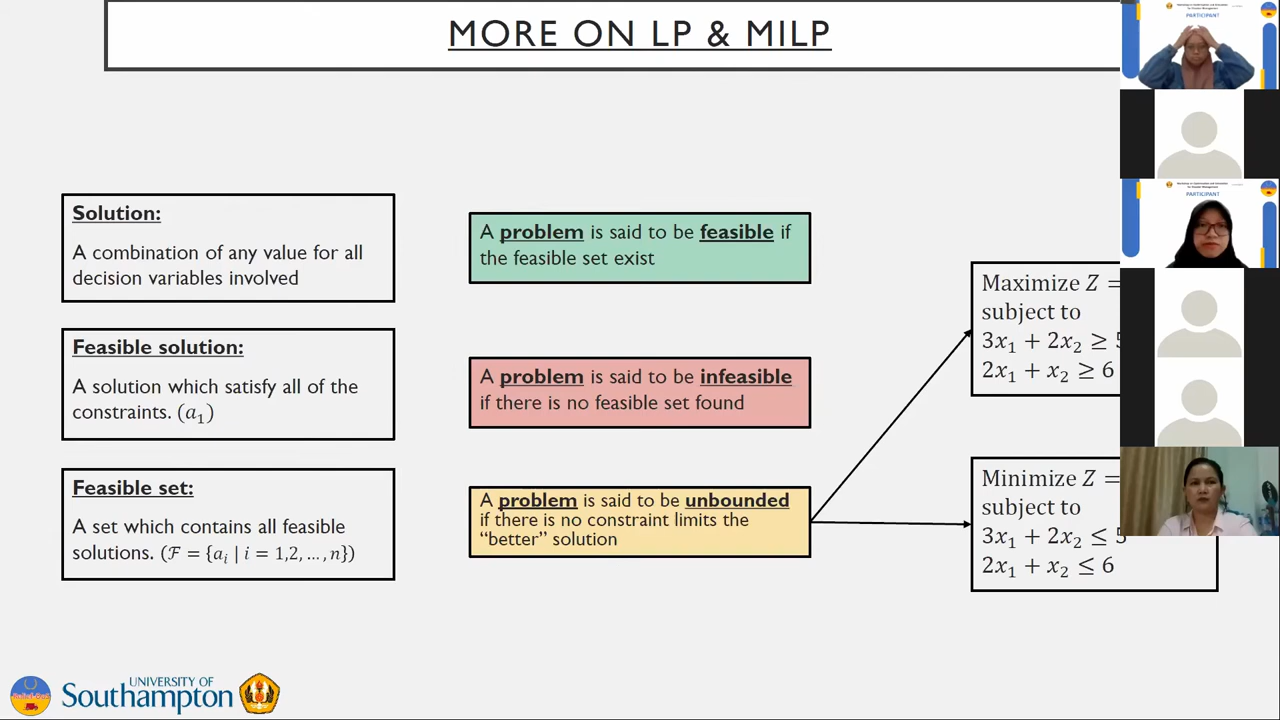 MORE ON LP & MILP
Solution:
A combination of any value for all
decision variables involved
Feasible solution:
A solution which satisfy all of the
constraints. (a₁)
Feasible set:
A set which contains all feasible
solutions. (ℱ = {aᵢ | i = 1,2, …, n})
A problem is said to be feasible if
the feasible set exist
A problem is said to be infeasible
if there is no feasible set found
A problem is said to be unbounded
if there is no constraint limits the
“better” solution
Maximize Z =
subject to
3x₁ + 2x₂ ≥ 5
2x₁ + x₂ ≥ 6
Minimize Z =
subject to
3x₁ + 2x₂ ≤ 5
2x₁ + x₂ ≤ 6
UNIVERSITY OF
Southampton
PARTICIPANT
PARTICIPANT